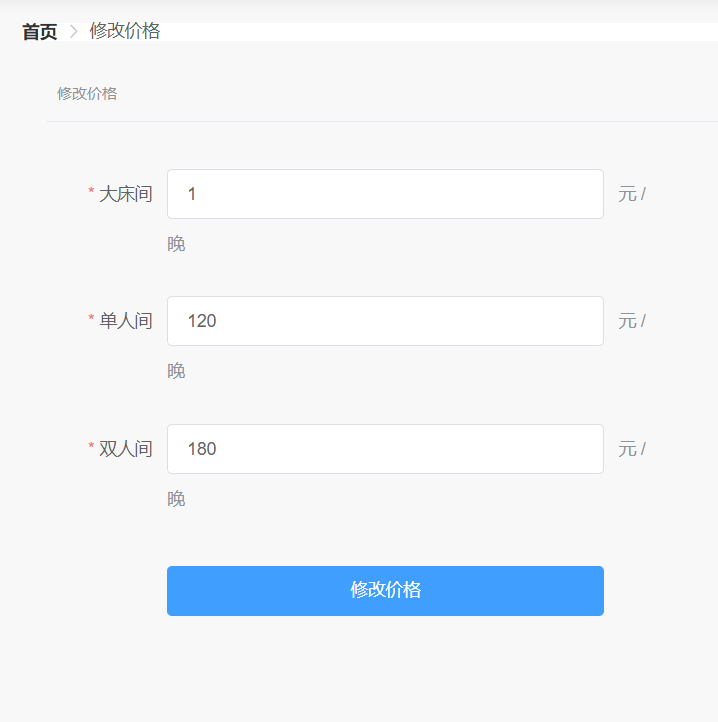 首页 > 修改价格
修改价格
* 大床间 1 元 /
晚
* 单人间 120 元 /
晚
* 双人间 180 元 /
晚
修改价格